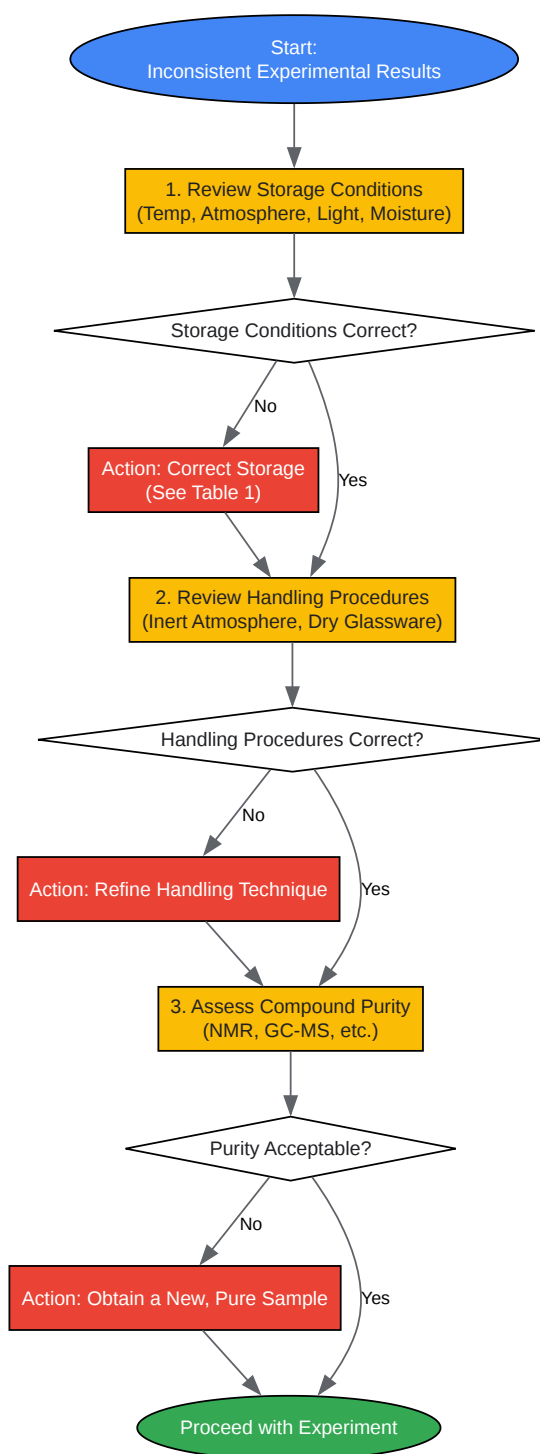 Start:
Inconsistent Experimental Results
1. Review Storage Conditions
(Temp, Atmosphere, Light, Moisture)
Storage Conditions Correct?
No
Action: Correct Storage
(See Table 1)
Yes
2. Review Handling Procedures
(Inert Atmosphere, Dry Glassware)
Handling Procedures Correct?
No
Action: Refine Handling Technique
Yes
3. Assess Compound Purity
(NMR, GC-MS, etc.)
Purity Acceptable?
No
Action: Obtain a New, Pure Sample
Yes
Proceed with Experiment